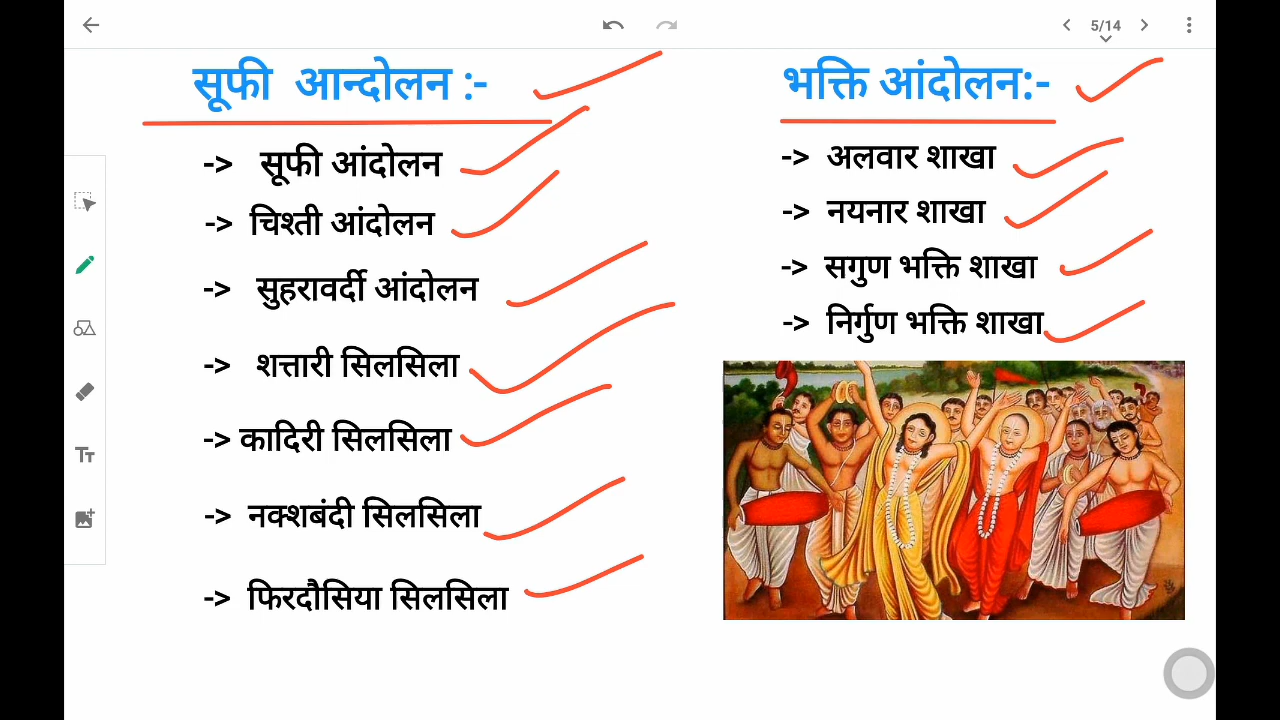 5/14
सूफी आन्दोलन :-
-> सूफी आंदोलन
-> चिश्ती आंदोलन
-> सुहरावर्दी आंदोलन
-> शत्तारी सिलसिला
-> कादिरी सिलसिला
-> नक्शबंदी सिलसिला
-> फिरदौसिया सिलसिला
भक्ति आंदोलन:-
-> अलवार शाखा
-> नयनार शाखा
-> सगुण भक्ति शाखा
-> निर्गुण भक्ति शाखा
Tт